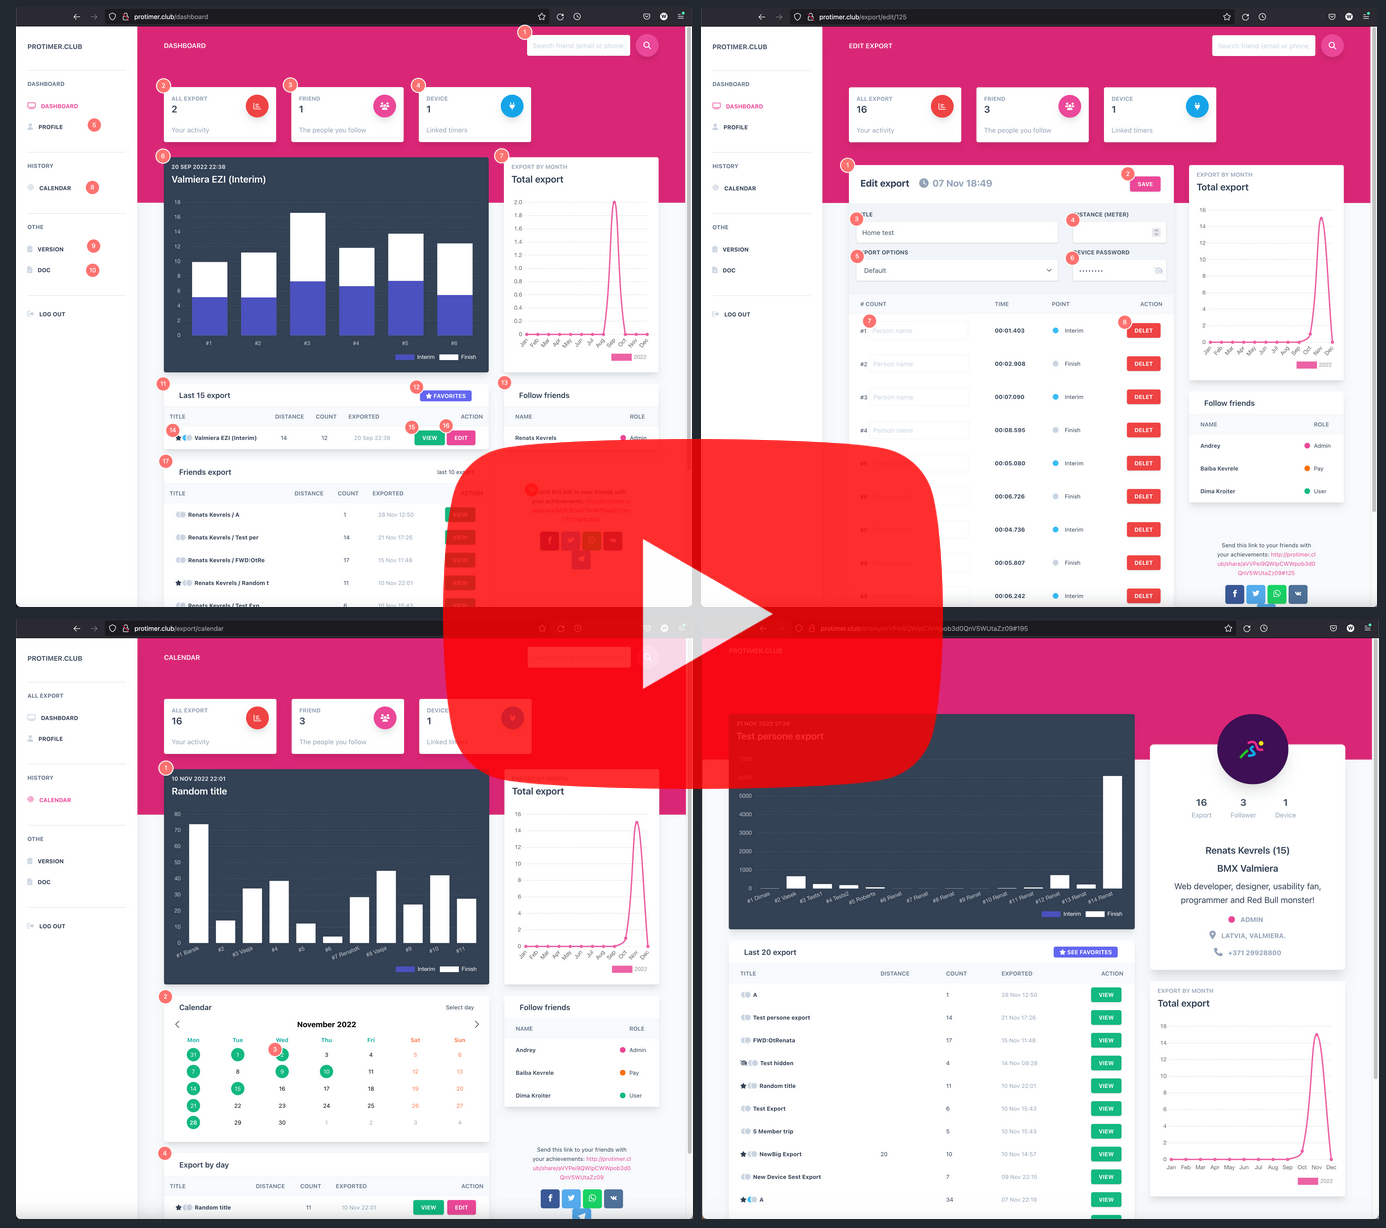 protimer.club/dashboard
PROTIMER.CLUB
DASHBOARD
DASHBOARD
PROFILE
5
HISTORY
CALENDAR
8
OTHE
VERSION
9
DOC
10
LOG OUT
DASHBOARD
1
Search friend (email or phone
2
ALL EXPORT
2
Your activity
3
FRIEND
1
The people you follow
4
DEVICE
1
Linked timers
6
20 SEP 2022 22:38
Valmiera EZI (Interim)
18
16
14
12
10
8
6
4
2
0
#1 #2 #3 #4 #5 #6
Interim Finish
7
EXPORT BY MONTH
Total export
2.0
1.8
1.6
1.4
1.2
1.0
0.8
0.6
0.4
0.2
0
Jan Feb Mar Apr May Jun Jul Aug Sep Oct Nov Dec
2022
11
Last 15 export
12
FAVORITES
TITLE DISTANCE COUNT EXPORTED ACTION
14
Valmiera EZI (Interim) 14 12 20 Sep 22:38 15 VIEW 16 EDIT
13
Follow friends
NAME ROLE
Renats Kevrels Admin
17
Friends export last 10 export
TITLE DISTANCE COUNT EXPORTED ACTION
Renats Kevrels / A 1 28 Nov 12:50 VIEW
Renats Kevrels / Test per 14 21 Nov 17:26 VIEW
Renats Kevrels / FWD:OtRe 17 15 Nov 11:48 VIEW
Renats Kevrels / Random t 11 10 Nov 22:01 VIEW
Renats Kevrels / Test Exp 6 10 Nov 15:43
Send this link to your friends with
your achievements:
protimer.club/export/edit/125
PROTIMER.CLUB
DASHBOARD
DASHBOARD
PROFILE
HISTORY
CALENDAR
OTHE
VERSION
DOC
LOG OUT
EDIT EXPORT
Search friend (email or phone
ALL EXPORT
16
Your activity
FRIEND
3
The people you follow
DEVICE
1
Linked timers
1
Edit export 07 Nov 18:49
2
SAVE
3
TLE
Home test
4
ISTANCE (METER)
5
XPORT OPTIONS
Default
6
EVICE PASSWORD
# COUNT TIME POINT ACTION
7
8
#1 Person name 00:01.403 Interim DELET
#2 Person name 00:02.908 Finish DELET
#3 Person name 00:07.090 Interim DELET
#4 Person name 00:08.595 Finish DELET
00:05.080 Interim DELET
00:06.726 Finish DELET
00:04.736 Interim DELET
00:05.807 Finish DELET
00:06.242 Interim DELET
EXPORT BY MONTH
Total export
16
14
12
10
8
6
4
2
0
Jan Feb Mar Apr May Jun Jul Aug Sep Oct Nov Dec
2022
Follow friends
NAME ROLE
Andrey Admin
Baiba Kevrele Pay
Dima Kroiter User
Send this link to your friends with
your achievements: http://protimer.cl
ub/share/aVVPei9QWlpCWWpob3d0
QnV5WUtaZz09#125
protimer.club/export/calendar
PROTIMER.CLUB
ALL EXPORT
DASHBOARD
PROFILE
HISTORY
CALENDAR
OTHE
VERSION
DOC
LOG OUT
CALENDAR
ALL EXPORT
16
Your activity
FRIEND
3
The people you follow
DEVICE
1
Linked timers
1
10 NOV 2022 22:01
Random title
80
70
60
50
40
30
20
10
0
#1 Barsik #2 #3 Vasja #4 #5 #6 #7 RenatsK #8 #9 #10 #11
Interim Finish
EXPORT BY MONTH
Total export
16
14
12
10
8
6
4
2
0
Jan Feb Mar Apr May Jun Jul Aug Sep Oct Nov Dec
2022
2
Calendar Select day
November 2022
Mon Tue Wed Thu Fri Sat Sun
3
31 1 2 3 4 5 6
7 8 9 10 11 12 13
14 15 16 17 18 19 20
21 22 23 24 25 26 27
28 29 30 1 2 3 4
4
Export by day
TITLE DISTANCE COUNT EXPORTED ACTION
Random title 11 10 Nov 22:01 VIEW EDIT
Follow friends
NAME ROLE
Andrey Admin
Baiba Kevrele Pay
Dima Kroiter User
Send this link to your friends with
your achievements: http://protimer.cl
ub/share/aVVPei9QWlpCWWpob3d0
QnV5WUtaZz09
protimer.club/share/aVVPei9QWlpCWWpob3d0QnV5WUtaZz09#195
PROTIMER.CLUB
21 NOV 2022 17:26
Test persone export
7000
6000
5000
4000
3000
2000
1000
0
#1 Dimas #2 Vasek #3 Tests1 #4 Tests2 #5 Roberts #6 Renat #7 Renat #8 Renat #9 Renat #10 Renat #11 Renat #12 Renat #13 Renat #14 Renat
Interim Finish
16 3 1
Export Follower Device
Renats Kevrels (15)
BMX Valmiera
Web developer, designer, usability fan,
programmer and Red Bull monster!
ADMIN
LATVIA, VALMIERA.
+371 29928800
Last 20 export SEE FAVORITES
TITLE DISTANCE COUNT EXPORTED ACTION
A 1 28 Nov 12:50 VIEW
Test persone export 14 21 Nov 17:26 VIEW
FWD:OtRenata 17 15 Nov 11:48 VIEW
Test hidden 4 14 Nov 09:28 VIEW
Random title 11 10 Nov 22:01 VIEW
Test Export 6 10 Nov 15:43 VIEW
5 Member trip 5 10 Nov 15:43 VIEW
NewBig Export 20 10 10 Nov 14:57 VIEW
New Device Sest Export 7 09 Nov 22:15 VIEW
A 34 07 Nov 22:19 VIEW
EXPORT BY MONTH
Total export
16
14
12
10
8
6
4
2
0
Jan Feb Mar Apr May Jun Jul Aug Sep Oct Nov Dec
2022